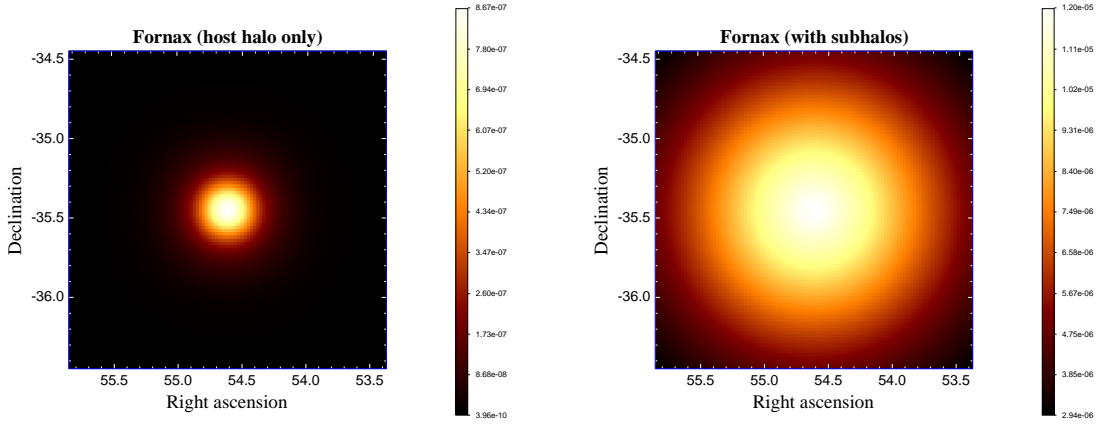 Fornax (host halo only)
-34.5
-35.0
-35.5
-36.0
Declination
55.5 55.0 54.5 54.0 53.5
Right ascension
8.67e-07
7.80e-07
6.94e-07
6.07e-07
5.20e-07
4.34e-07
3.47e-07
2.60e-07
1.73e-07
8.68e-08
3.96e-10
Fornax (with subhalos)
-34.5
-35.0
-35.5
-36.0
Declination
55.5 55.0 54.5 54.0 53.5
Right ascension
1.20e-05
1.11e-05
1.02e-05
9.31e-06
8.40e-06
7.49e-06
6.58e-06
5.67e-06
4.75e-06
3.85e-06
2.94e-06